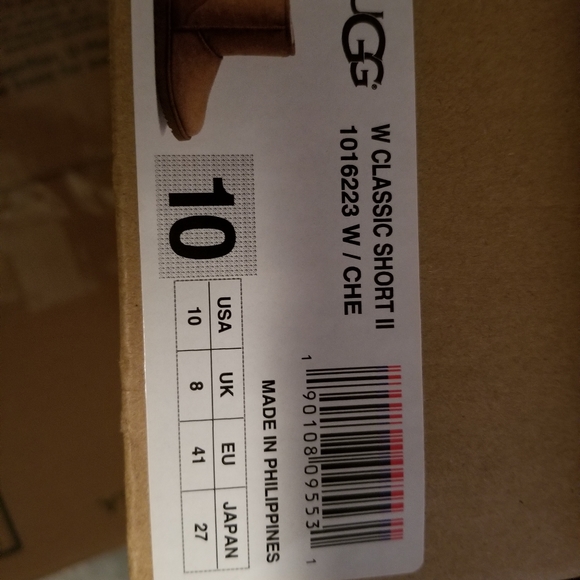 UGG
W CLASSIC SHORT II
1016223 W / CHE
1 90108 09553 1
MADE IN PHILIPPINES
10
USA UK EU JAPAN
10 8 41 27